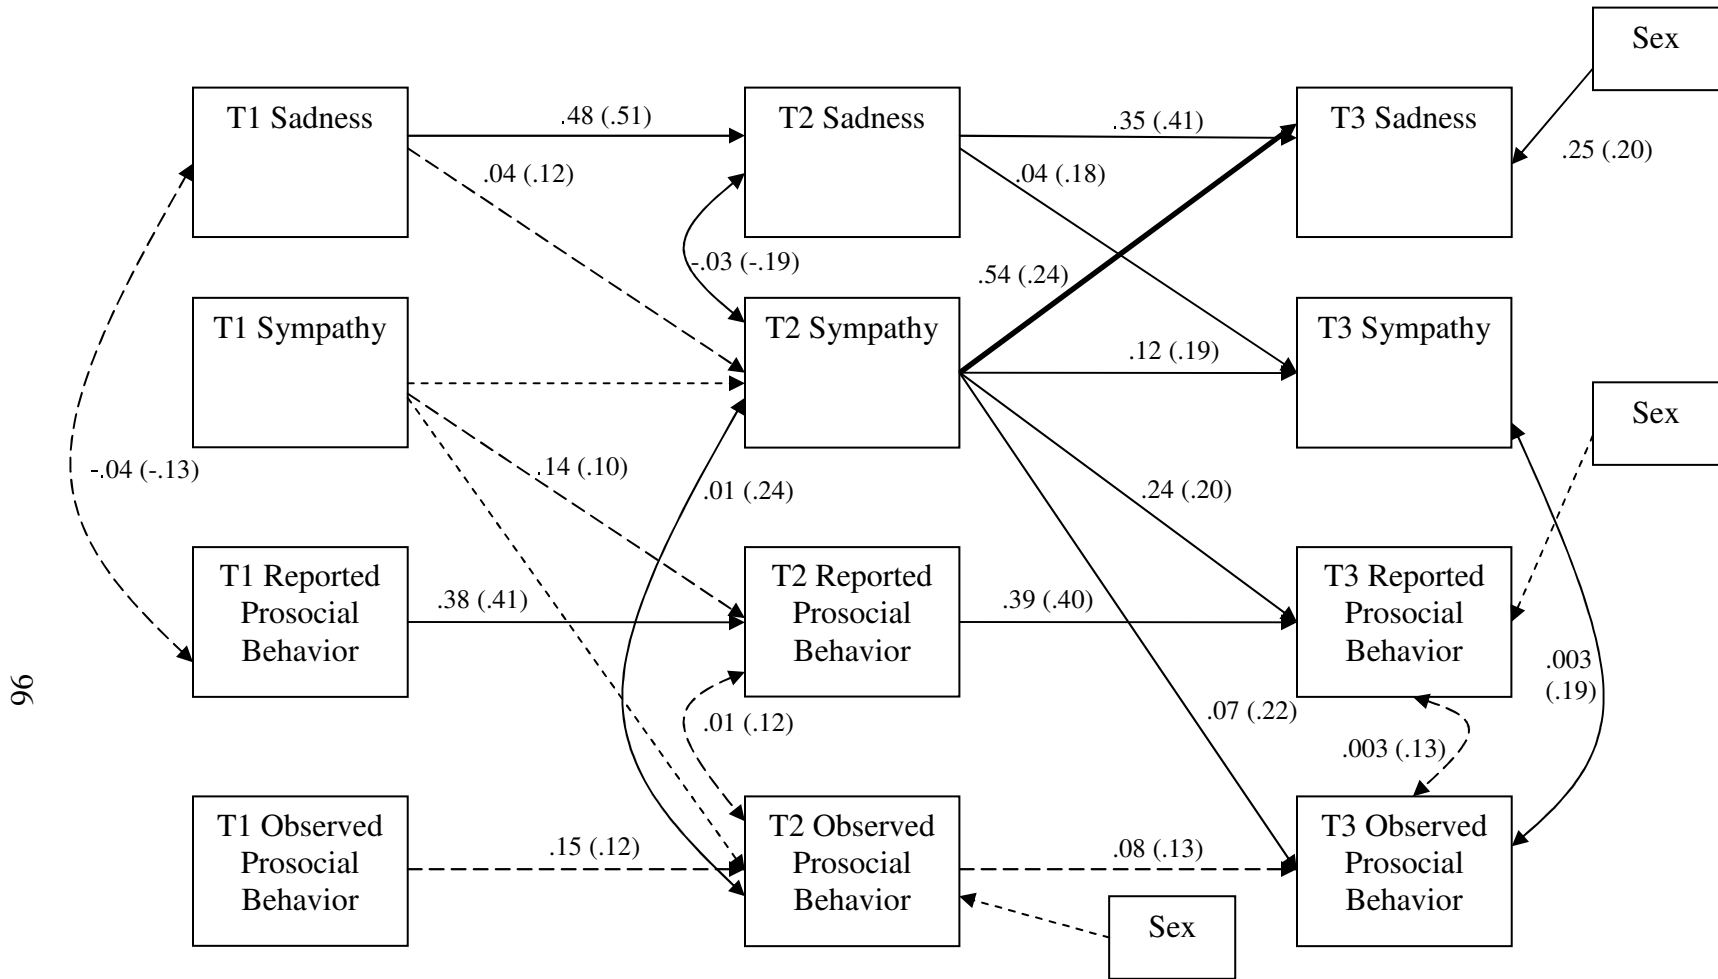 Sex
T1 Sadness
.48 (.51)
T2 Sadness
.35 (.41)
T3 Sadness
.25 (.20)
.04 (.12)
.04 (.18)
-.03 (-.19)
.54 (.24)
T1 Sympathy
T2 Sympathy
.12 (.19)
T3 Sympathy
Sex
-.04 (-.13)
.14 (.10)
.01 (.24)
.24 (.20)
T1 Reported
Prosocial
Behavior
.38 (.41)
T2 Reported
Prosocial
Behavior
.39 (.40)
T3 Reported
Prosocial
Behavior
.003
(.19)
96
.01 (.12)
.07 (.22)
.003 (.13)
T1 Observed
Prosocial
Behavior
.15 (.12)
T2 Observed
Prosocial
Behavior
.08 (.13)
T3 Observed
Prosocial
Behavior
Sex